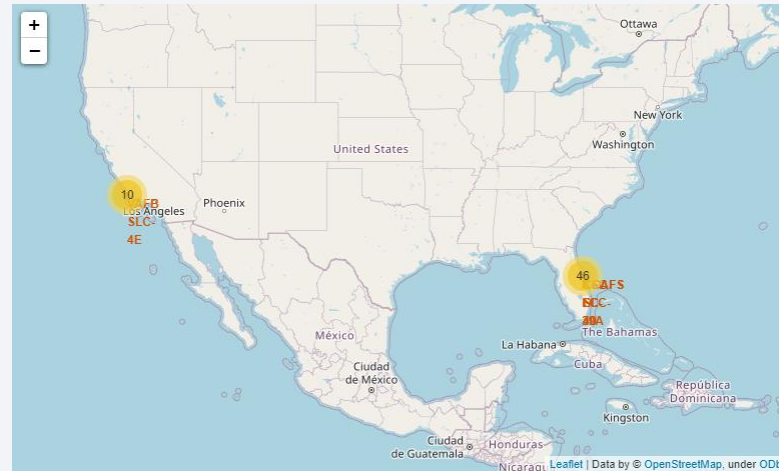 +
−
Ottawa
New York
Washington
United States
10
Los Angeles
SLC-
4E
Phoenix
46
The Bahamas
La Habana
Cuba
México
Ciudad
de México
República
Dominicana
Kingston
Ciudad
de Guatemala
Honduras
Leaflet | Data by © OpenStreetMap, under ODb